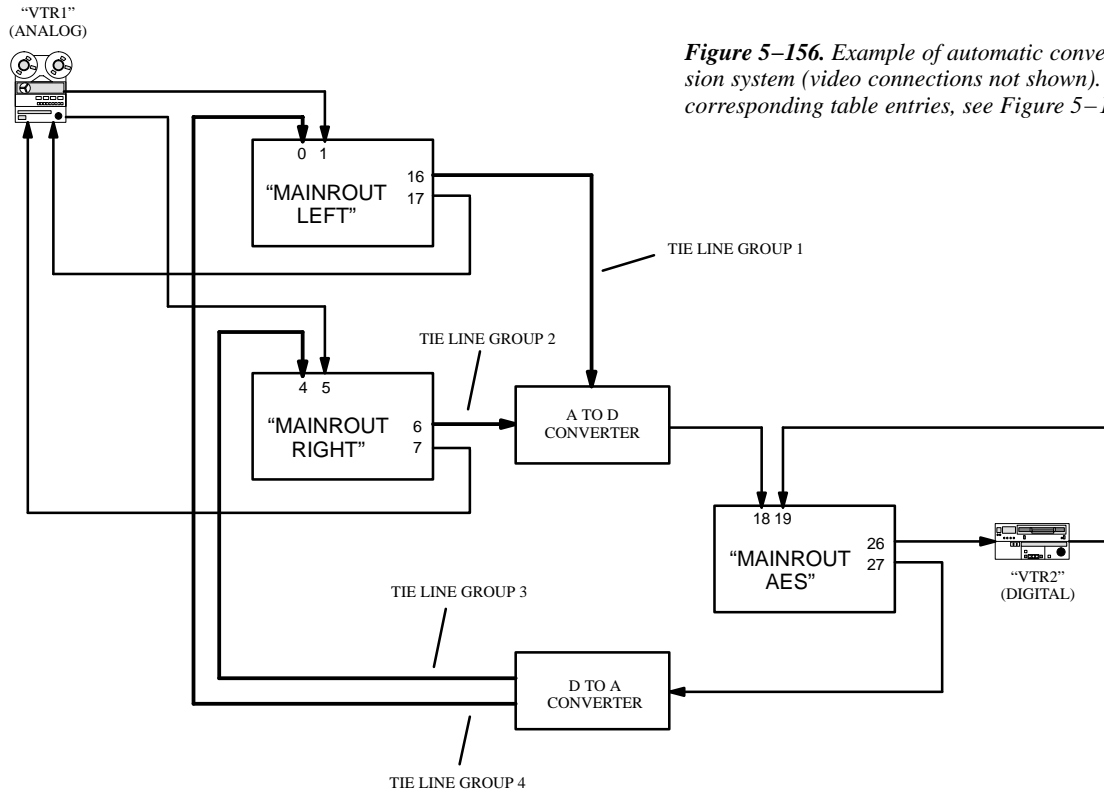 “VTR1”
(ANALOG)
Figure 5–156. Example of automatic conver
sion system (video connections not shown).
corresponding table entries, see Figure 5–1
0 1
16
17
“MAINROUT
LEFT”
TIE LINE GROUP 1
TIE LINE GROUP 2
4 5
6
7
“MAINROUT
RIGHT”
A TO D
CONVERTER
18 19
26
27
“MAINROUT
AES”
“VTR2”
(DIGITAL)
TIE LINE GROUP 3
D TO A
CONVERTER
TIE LINE GROUP 4